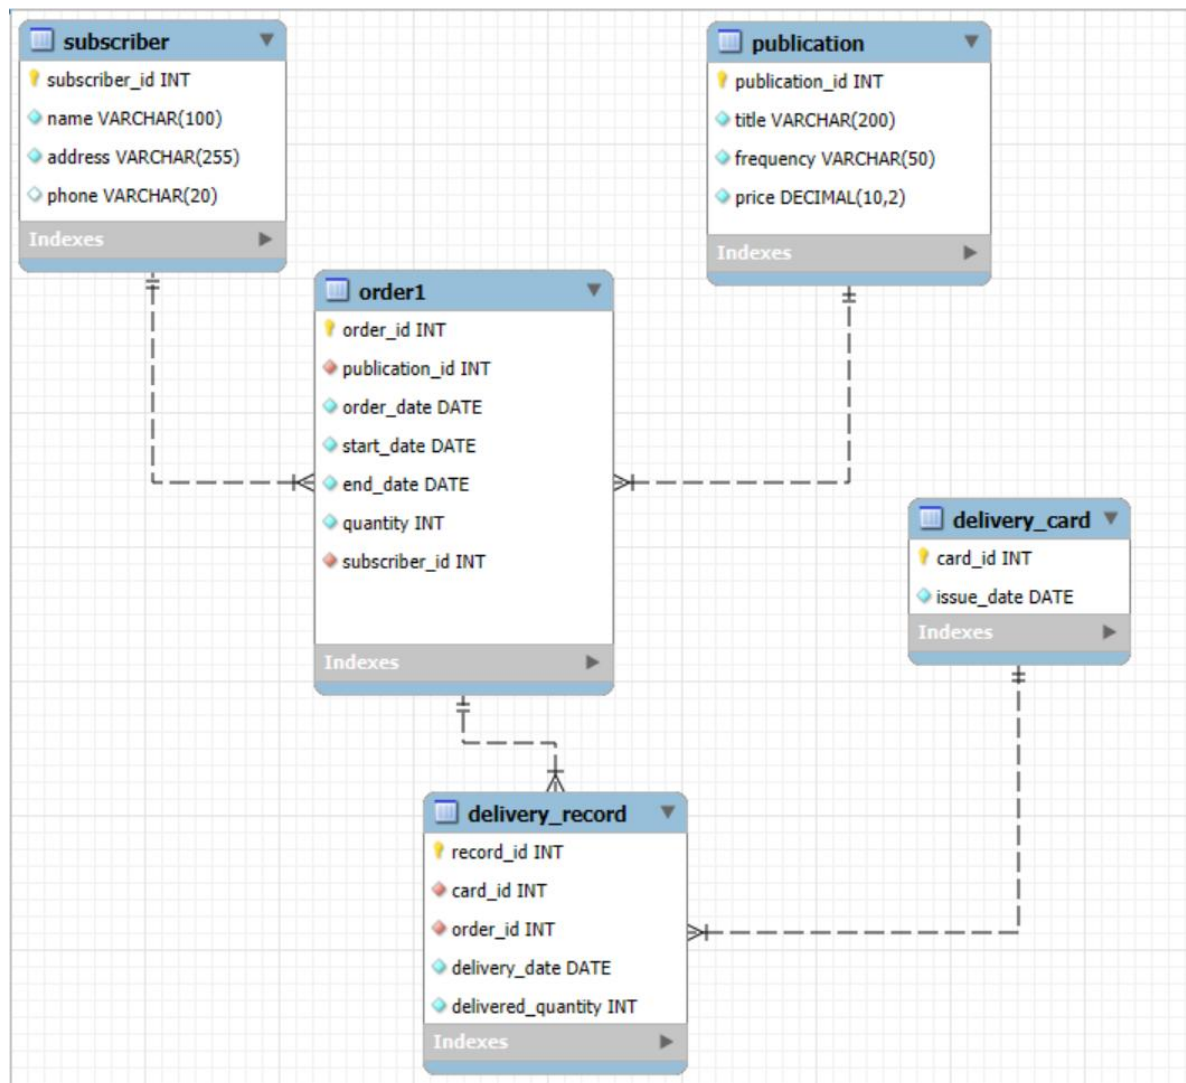 subscriber
subscriber_id INT
name VARCHAR(100)
address VARCHAR(255)
phone VARCHAR(20)
Indexes
publication
publication_id INT
title VARCHAR(200)
frequency VARCHAR(50)
price DECIMAL(10,2)
Indexes
order1
order_id INT
publication_id INT
order_date DATE
start_date DATE
end_date DATE
quantity INT
subscriber_id INT
Indexes
delivery_card
card_id INT
issue_date DATE
Indexes
delivery_record
record_id INT
card_id INT
order_id INT
delivery_date DATE
delivered_quantity INT
Indexes